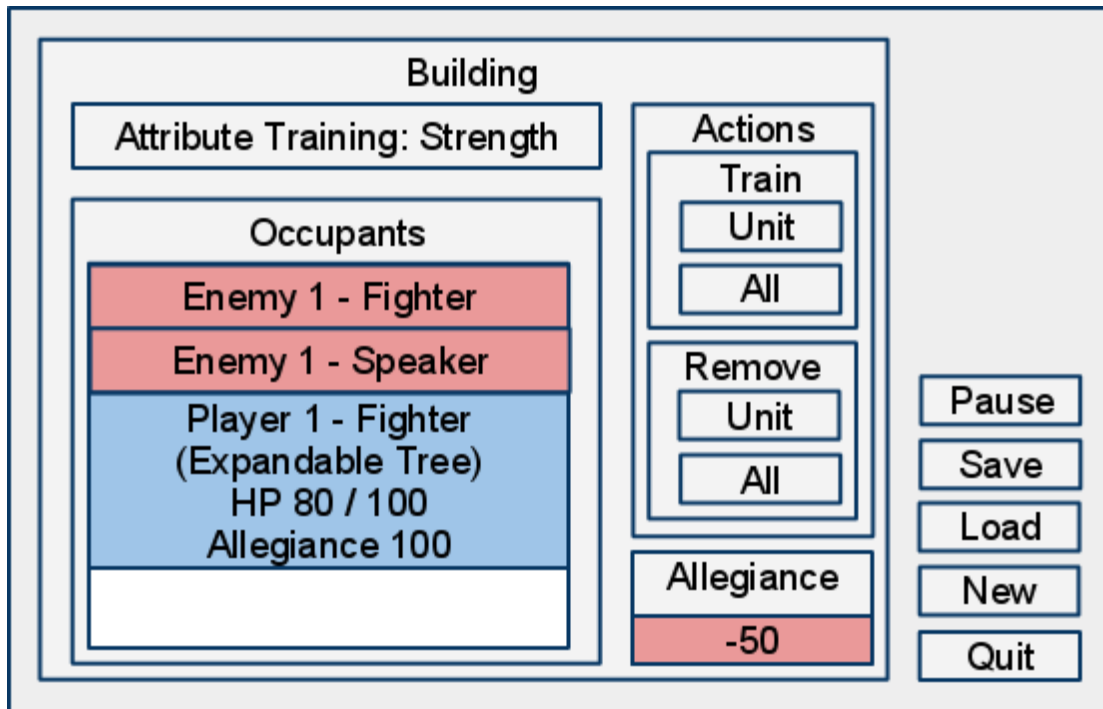 Building
Attribute Training: Strength
Occupants
Enemy 1 - Fighter
Enemy 1 - Speaker
Player 1 - Fighter
(Expandable Tree)
HP 80 / 100
Allegiance 100
Actions
Train
Unit
All
Remove
Unit
All
Allegiance
-50
Pause
Save
Load
New
Quit